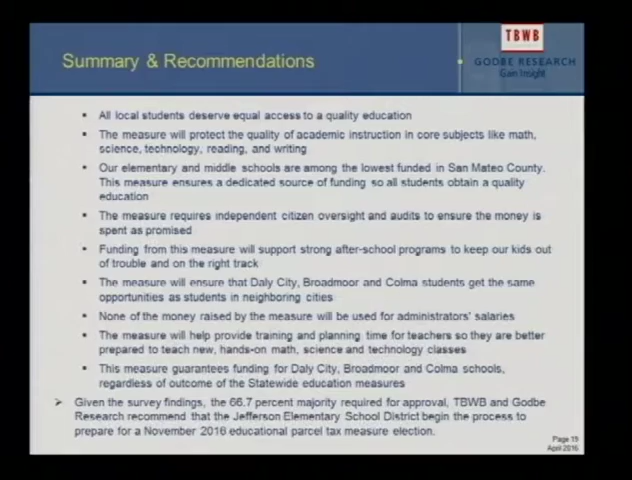 Summary & Recommendations
TBWB
GODBE RESEARCH
Gain Insight
All local students deserve equal access to a quality education
The measure will protect the quality of academic instruction in core subjects like math,
science, technology, reading, and writing
Our elementary and middle schools are among the lowest funded in San Mateo County.
This measure ensures a dedicated source of funding so all students obtain a quality
education
The measure requires independent citizen oversight and audits to ensure the money is
spent as promised
Funding from this measure will support strong after-school programs to keep our kids out
of trouble and on the right track
The measure will ensure that Daly City, Broadmoor and Colma students get the same
opportunities as students in neighboring cities
None of the money raised by the measure will be used for administrators' salaries
The measure will help provide training and planning time for teachers so they are better
prepared to teach new, hands-on math, science and technology classes
This measure guarantees funding for Daly City, Broadmoor and Colma schools,
regardless of outcome of the Statewide education measures
Given the survey findings, the 66.7 percent majority required for approval, TBWB and Godbe
Research recommend that the Jefferson Elementary School District begin the process to
prepare for a November 2016 educational parcel tax measure election.
Page 19
April 2016